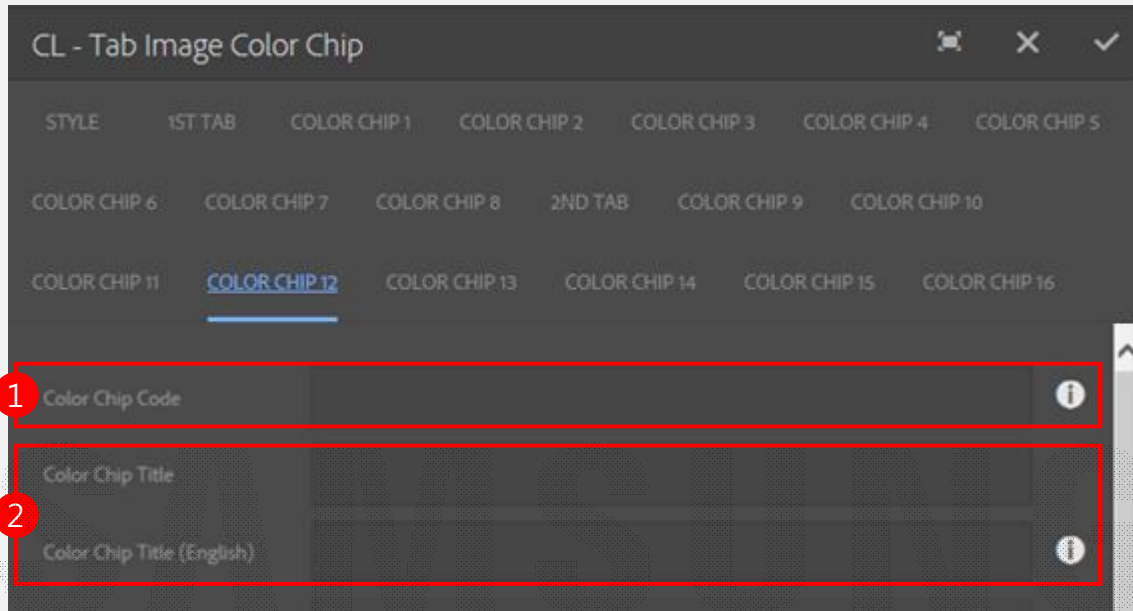 CL - Tab Image Color Chip
STYLE 1ST TAB COLOR CHIP 1 COLOR CHIP 2 COLOR CHIP 3 COLOR CHIP 4 COLOR CHIP 5
COLOR CHIP 6 COLOR CHIP 7 COLOR CHIP 8 2ND TAB COLOR CHIP 9 COLOR CHIP 10
COLOR CHIP 11 COLOR CHIP 12 COLOR CHIP 13 COLOR CHIP 14 COLOR CHIP 15 COLOR CHIP 16
1 Color Chip Code
Color Chip Title
2
Color Chip Title (English)
SAMSUNG